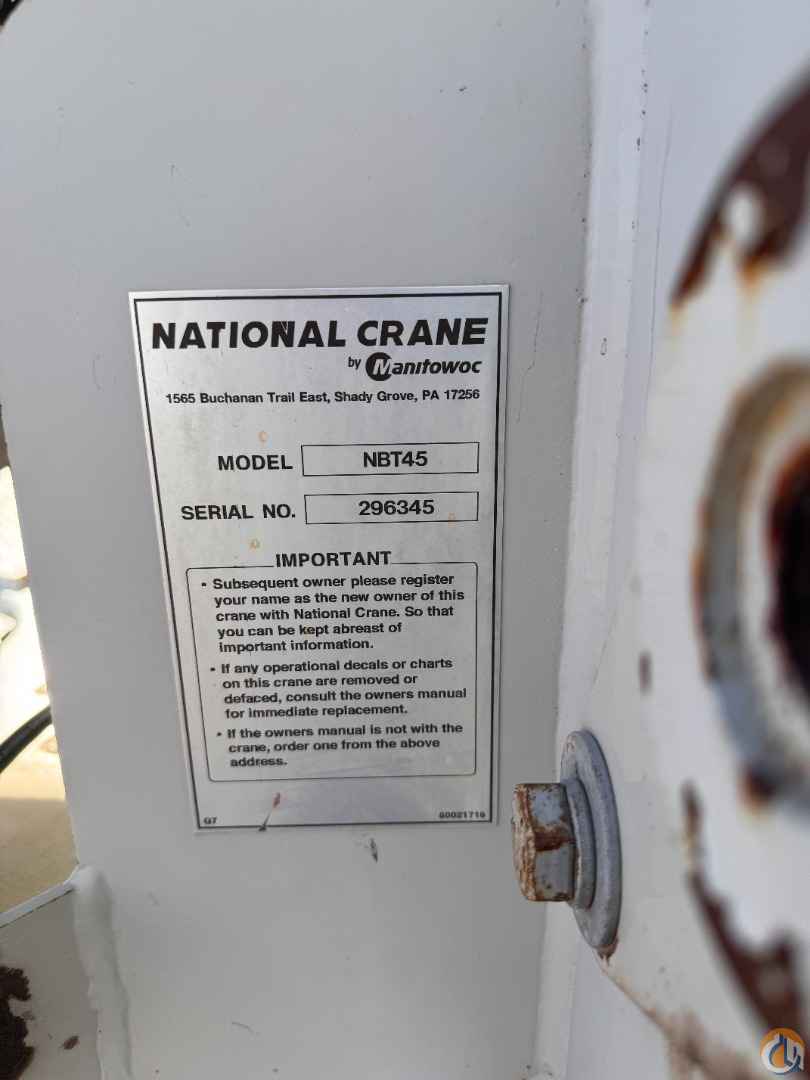 NATIONAL CRANE
by Manitowoc
1565 Buchanan Trail East, Shady Grove, PA 17256
MODEL NBT45
SERIAL NO. 296345
IMPORTANT
• Subsequent owner please register
your name as the new owner of this
crane with National Crane. So that
you can be kept abreast of
important information.
• If any operational decals or charts
on this crane are removed or
defaced, consult the owners manual
for immediate replacement.
• If the owners manual is not with the
crane, order one from the above
address.